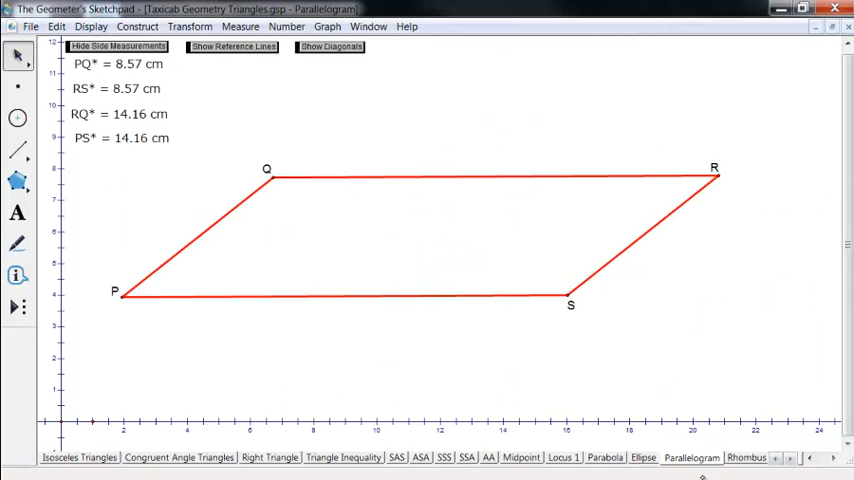 The Geometer's Sketchpad - [Taxicab Geometry Triangles.gsp - Parallelogram]
File Edit Display Construct Transform Measure Number Graph Window Help
Hide Side Measurements Show Reference Lines Show Diagonals
PQ* = 8.57 cm
RS* = 8.57 cm
RQ* = 14.16 cm
PS* = 14.16 cm
12
11
10
9
8
7
6
5
4
3
2
1
Q
R
P
S
A
2 4 6 8 10 12 14 16 18 20 22 24
Isosceles Triangles Congruent Angle Triangles Right Triangle Triangle Inequality SAS ASA SSS SSA AA Midpoint Locus 1 Parabola Ellipse Parallelogram Rhombus